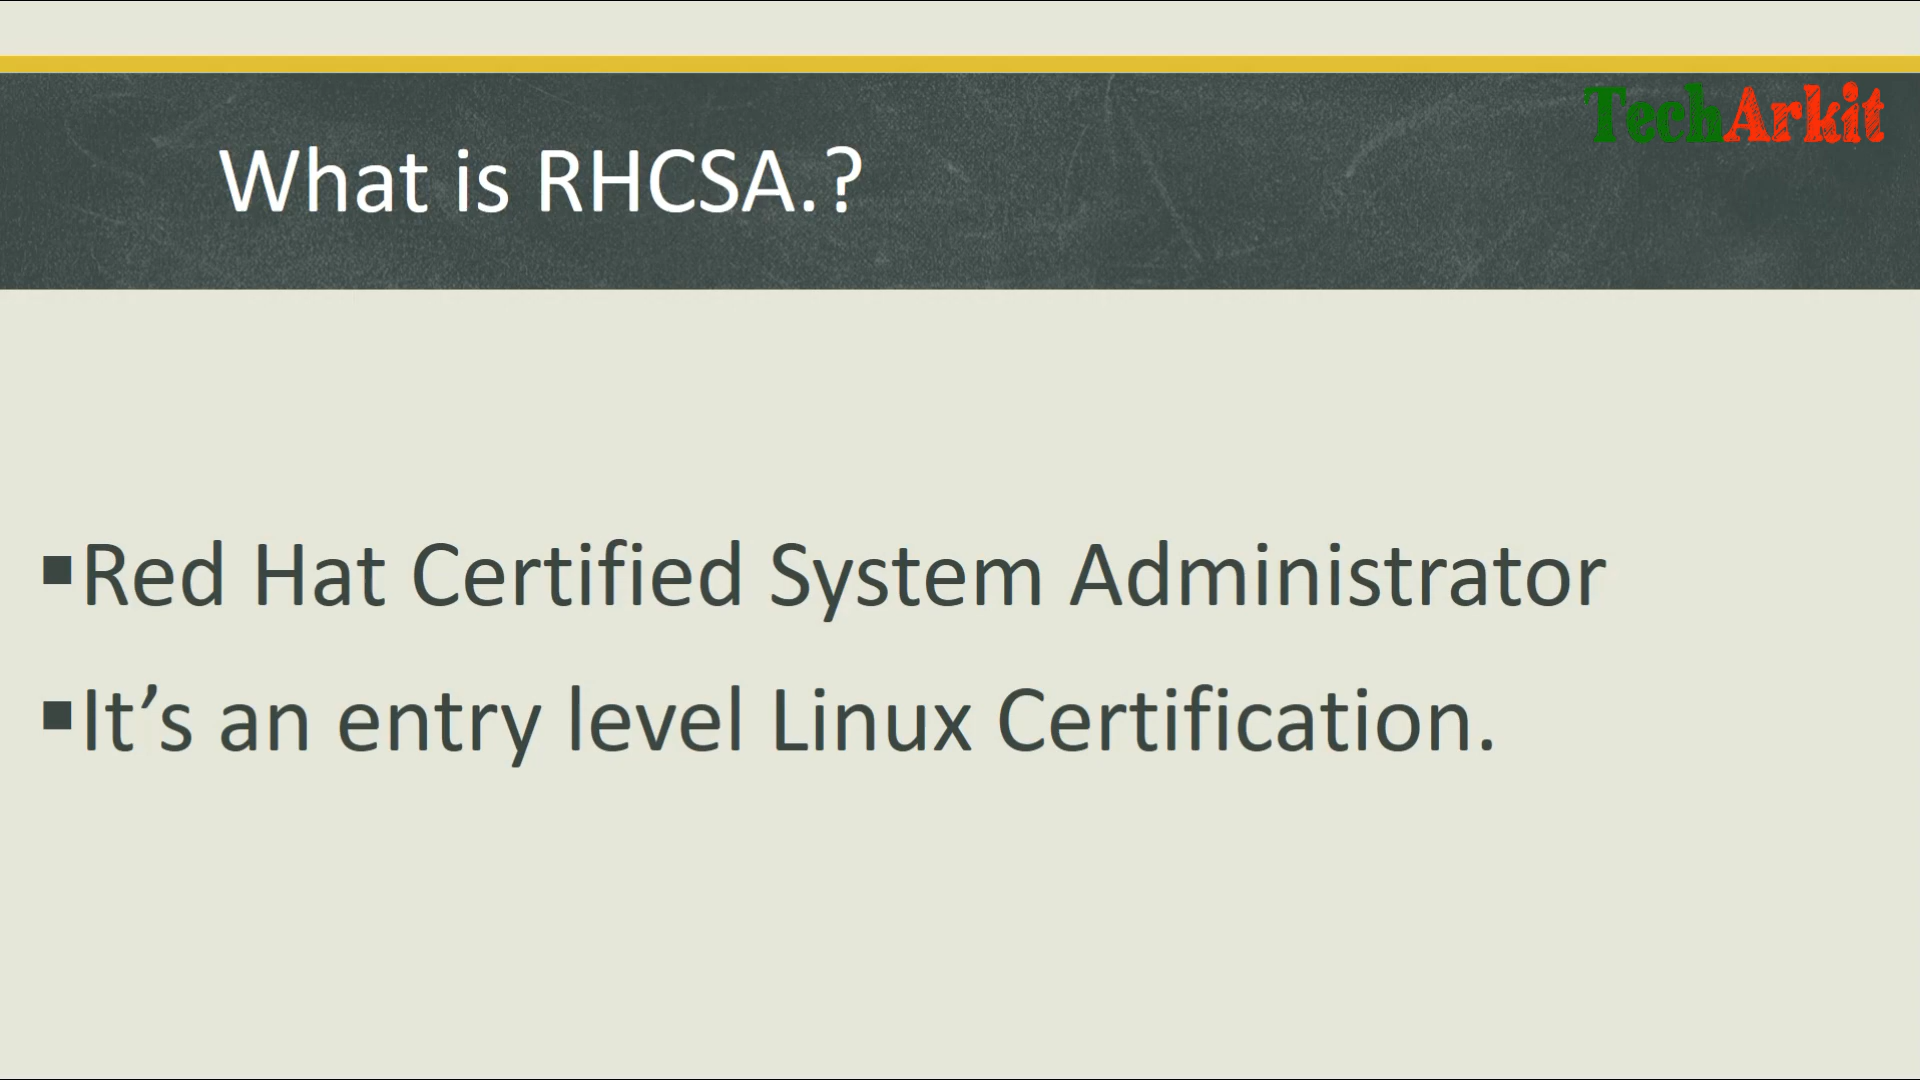 TechArkit
What is RHCSA.?
▪Red Hat Certified System Administrator
▪It’s an entry level Linux Certification.